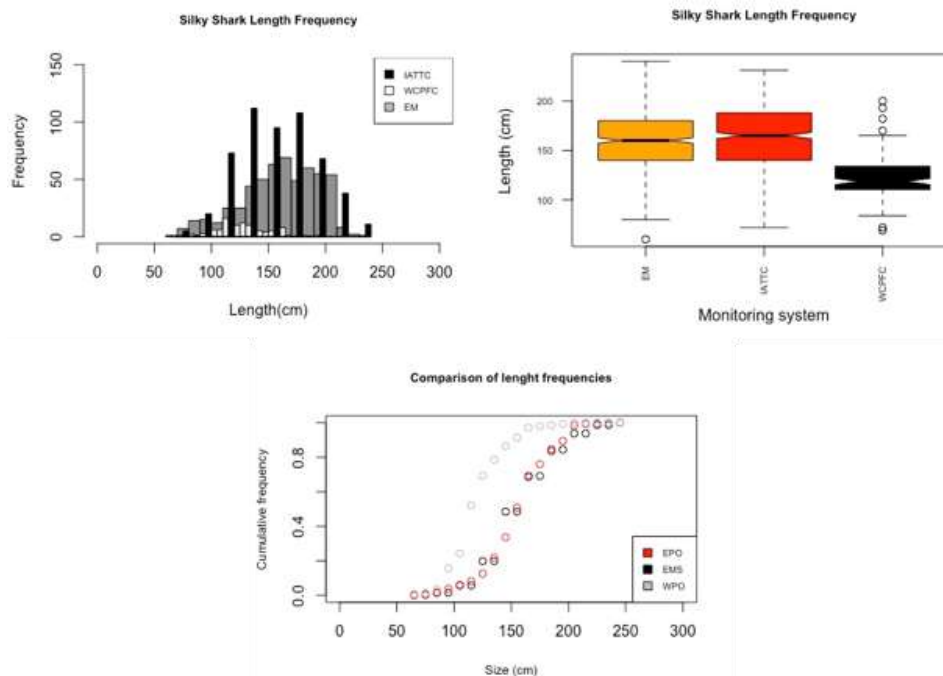 Silky Shark Length Frequency
Frequency
0 50 100 150
IATTC
WCPFC
EM
0 50 100 150 200 250 300
Length(cm)
Silky Shark Length Frequency
Length (cm)
100 150 200
EM IATTC WCPFC
Monitoring system
Comparison of lenght frequencies
Cumulative frequency
0.0 0.4 0.8
EPO
EMS
WPO
0 50 100 150 200 250 300
Size (cm)